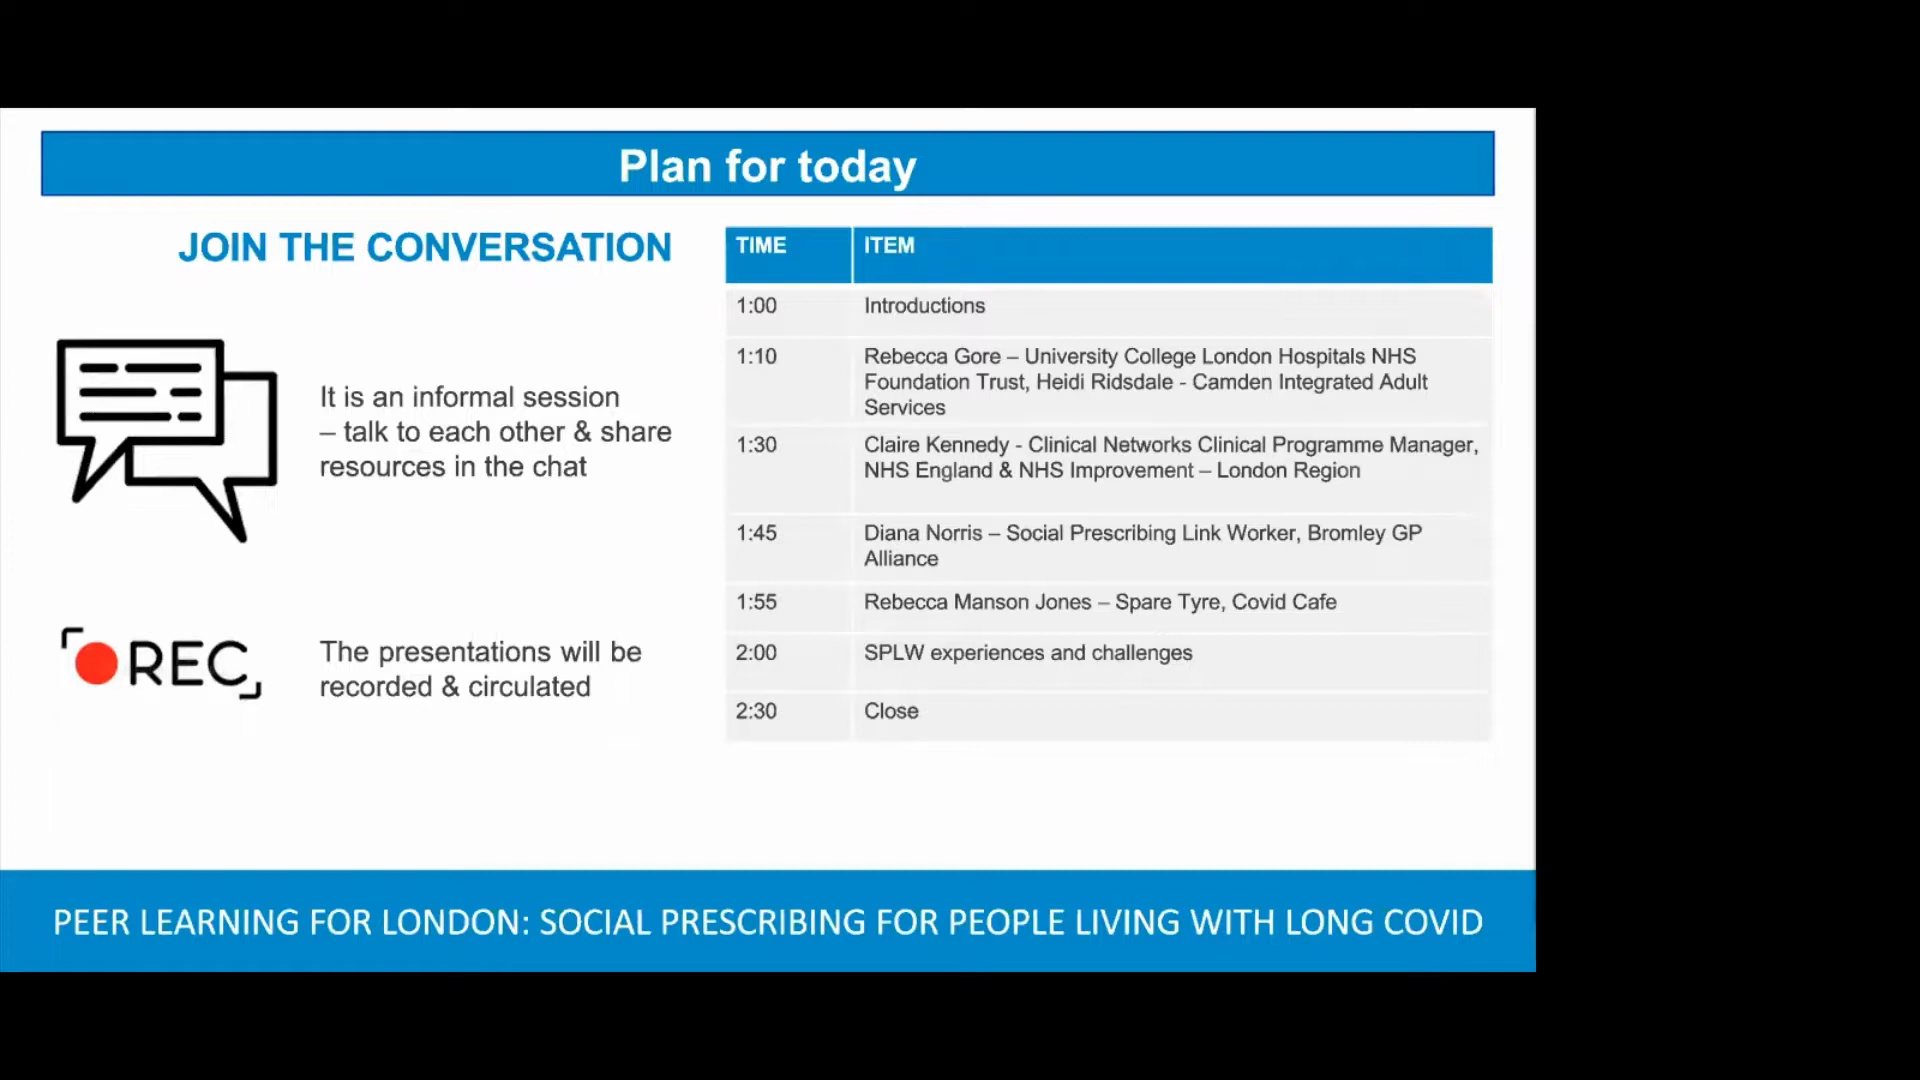 Plan for today
JOIN THE CONVERSATION
It is an informal session
– talk to each other & share
resources in the chat
REC
The presentations will be
recorded & circulated
TIME ITEM
1:00 Introductions
1:10 Rebecca Gore – University College London Hospitals NHS
Foundation Trust, Heidi Ridsdale - Camden Integrated Adult
Services
1:30 Claire Kennedy - Clinical Networks Clinical Programme Manager,
NHS England & NHS Improvement – London Region
1:45 Diana Norris – Social Prescribing Link Worker, Bromley GP
Alliance
1:55 Rebecca Manson Jones – Spare Tyre, Covid Cafe
2:00 SPLW experiences and challenges
2:30 Close
PEER LEARNING FOR LONDON: SOCIAL PRESCRIBING FOR PEOPLE LIVING WITH LONG COVID